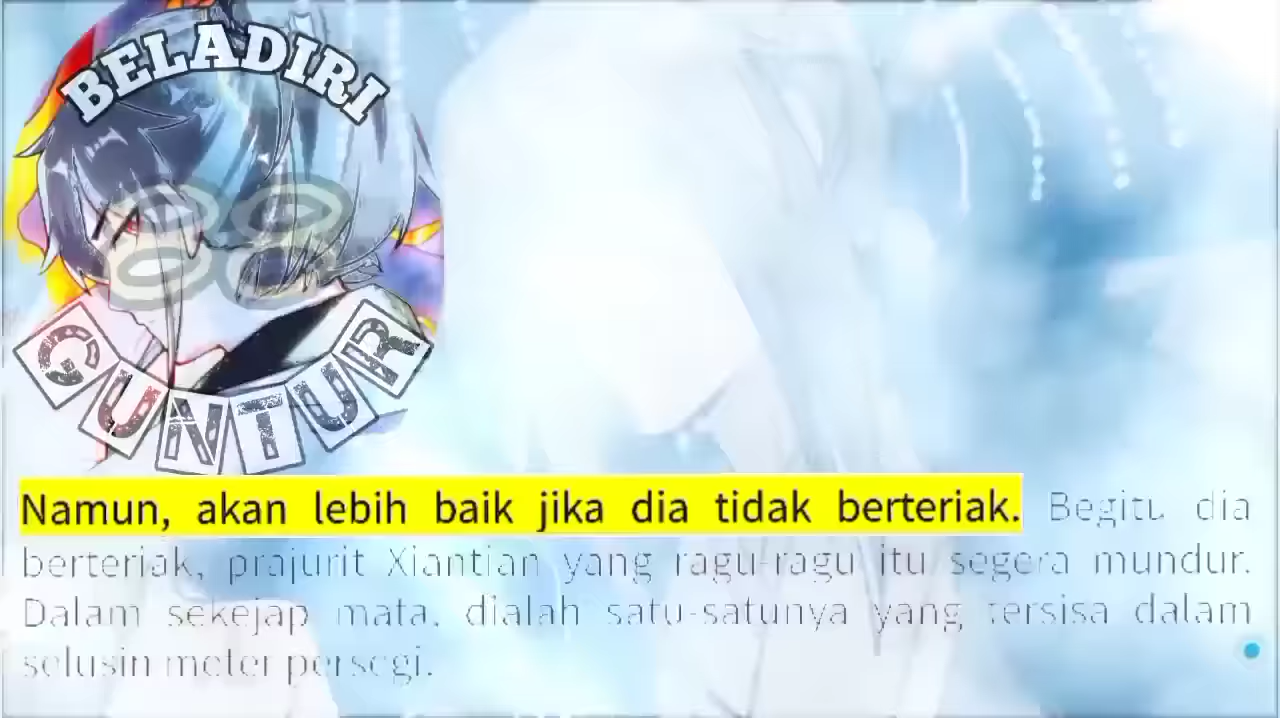 BELADIRI
GUNTUR
Namun, akan lebih baik jika dia tidak berteriak. Begitu dia
berteriak, prajurit Xiantian yang ragu-ragu itu segera mundur.
Dalam sekejap mata, dialah satu-satunya yang tersisa dalam
selusin meter persegi.